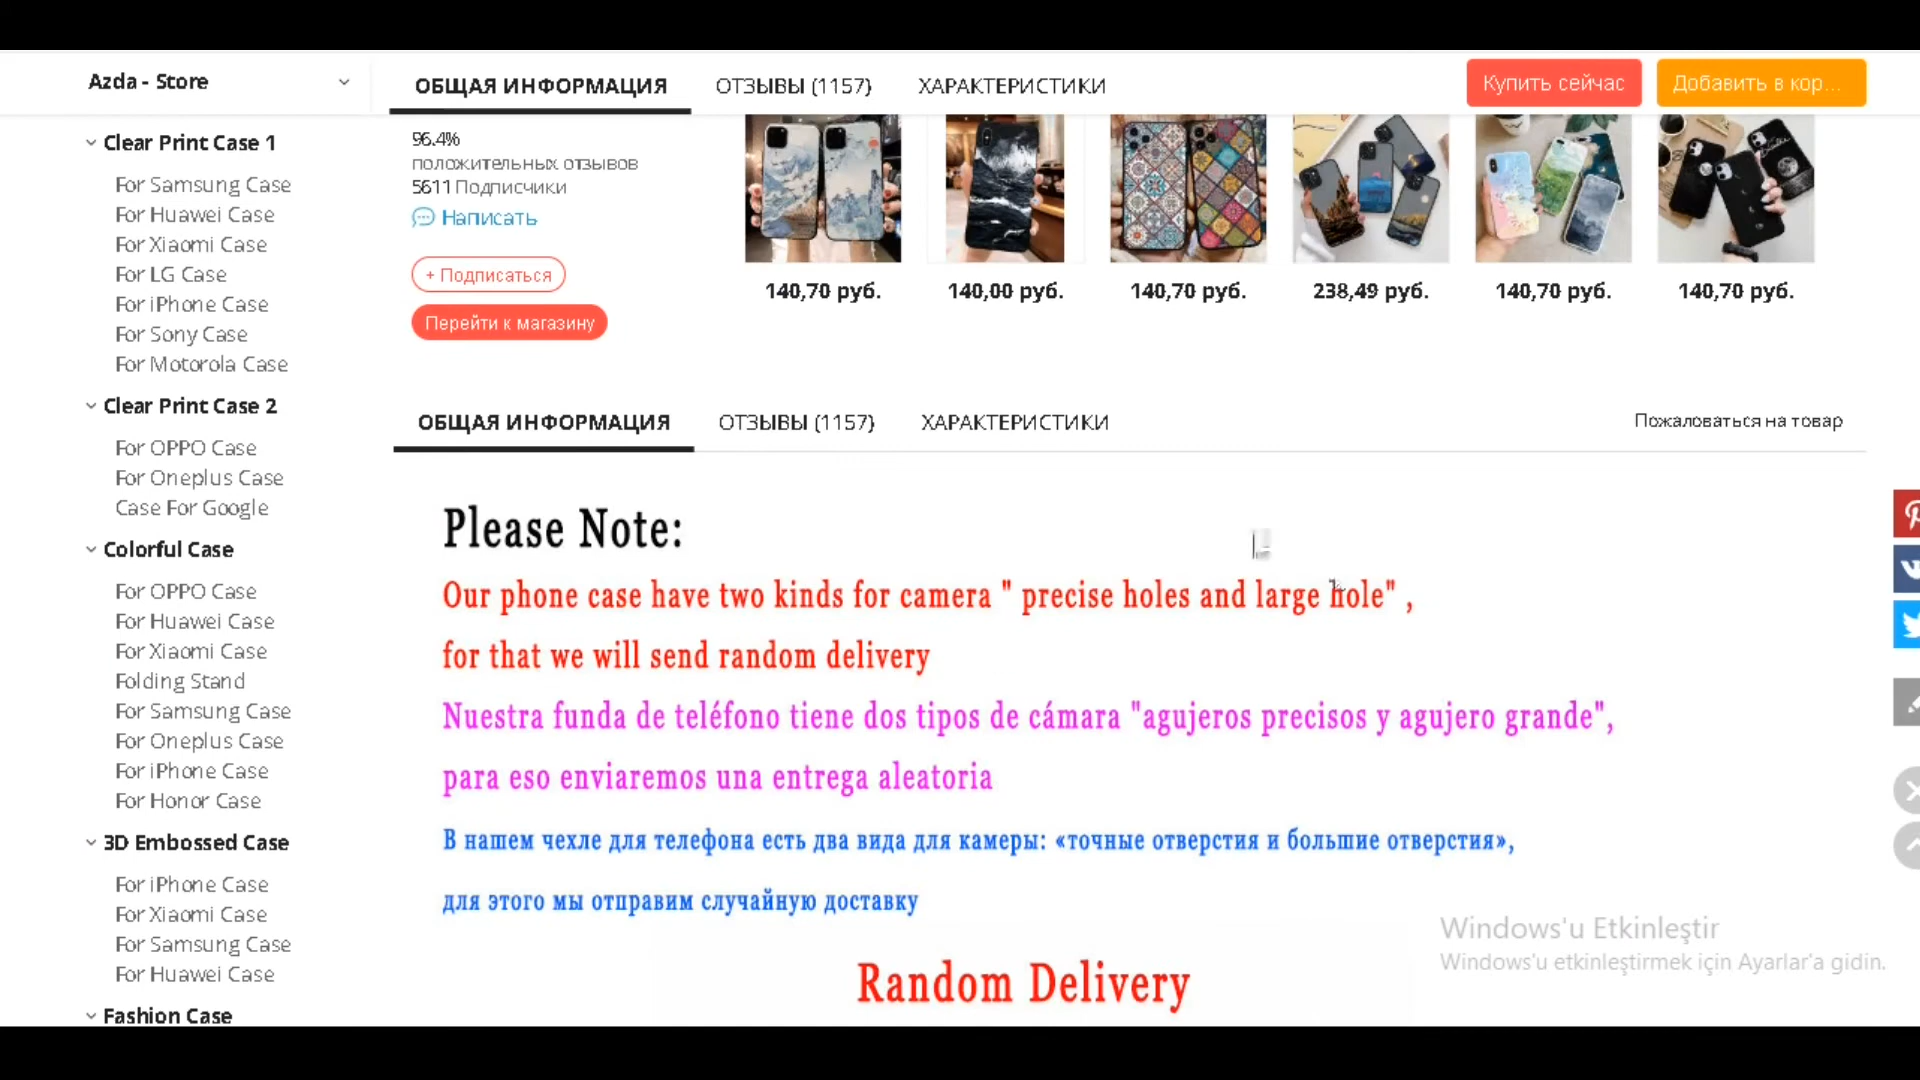 Azda - Store
ОБЩАЯ ИНФОРМАЦИЯ
ОТЗЫВЫ (1157)
ХАРАКТЕРИСТИКИ
Купить сейчас
Добавить в кор...
Clear Print Case 1
For Samsung Case
For Huawei Case
For Xiaomi Case
For LG Case
For iPhone Case
For Sony Case
For Motorola Case
Clear Print Case 2
For OPPO Case
For Oneplus Case
Case For Google
Colorful Case
For OPPO Case
For Huawei Case
For Xiaomi Case
Folding Stand
For Samsung Case
For Oneplus Case
For iPhone Case
For Honor Case
3D Embossed Case
For iPhone Case
For Xiaomi Case
For Samsung Case
For Huawei Case
Fashion Case
96.4%
положительных отзывов
5611 Подписчики
Написать
+ Подписаться
Перейти к магазину
140,70 руб.
140,00 руб.
140,70 руб.
238,49 руб.
140,70 руб.
140,70 руб.
ОБЩАЯ ИНФОРМАЦИЯ
ОТЗЫВЫ (1157)
ХАРАКТЕРИСТИКИ
Пожаловаться на товар
Please Note:
Our phone case have two kinds for camera " precise holes and large hole" ,
for that we will send random delivery
Nuestra funda de teléfono tiene dos tipos de cámara "agujeros precisos y agujero grande",
para eso enviaremos una entrega aleatoria
В нашем чехле для телефона есть два вида для камеры: «точные отверстия и большие отверстия»,
для этого мы отправим случайную доставку
Random Delivery
Windows'u Etkinleştir
Windows'u etkinleştirmek için Ayarlar'a gidin.